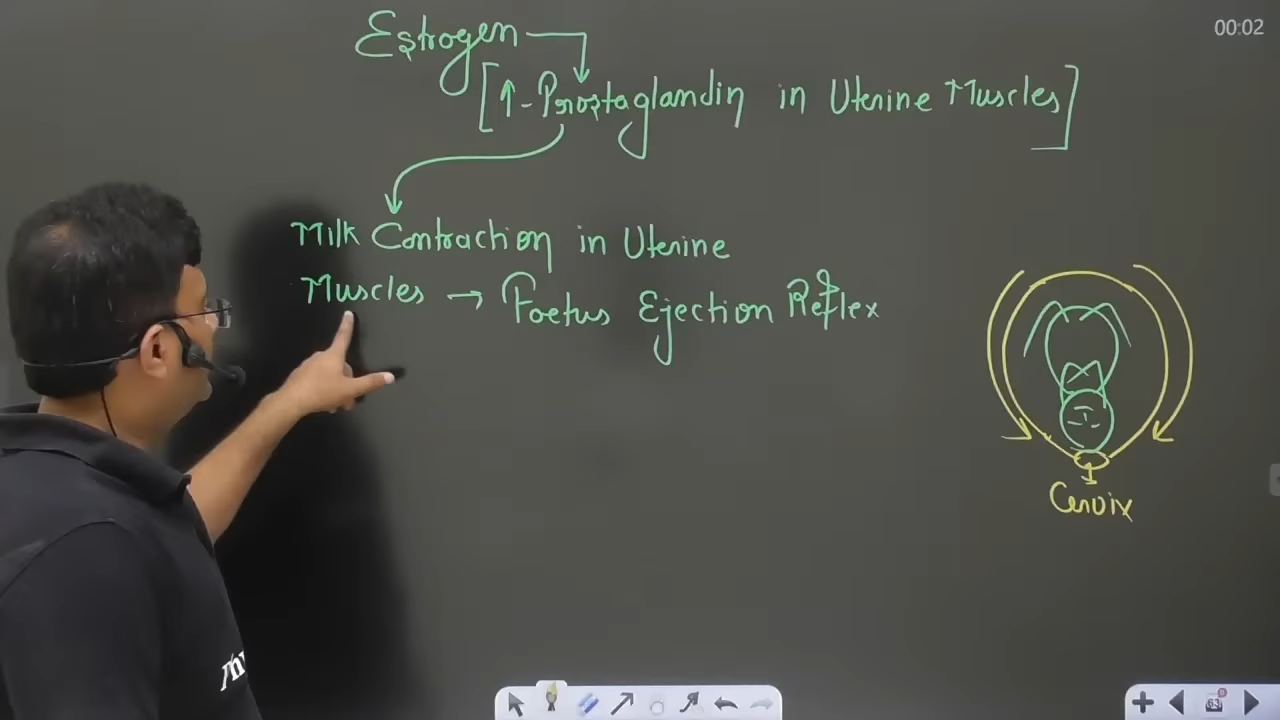 00:02
Estrogen
[↑-Prostaglandin in Uterine Muscles]
Milk Contraction in Uterine
Muscles → Foetus Ejection Reflex
Cervix